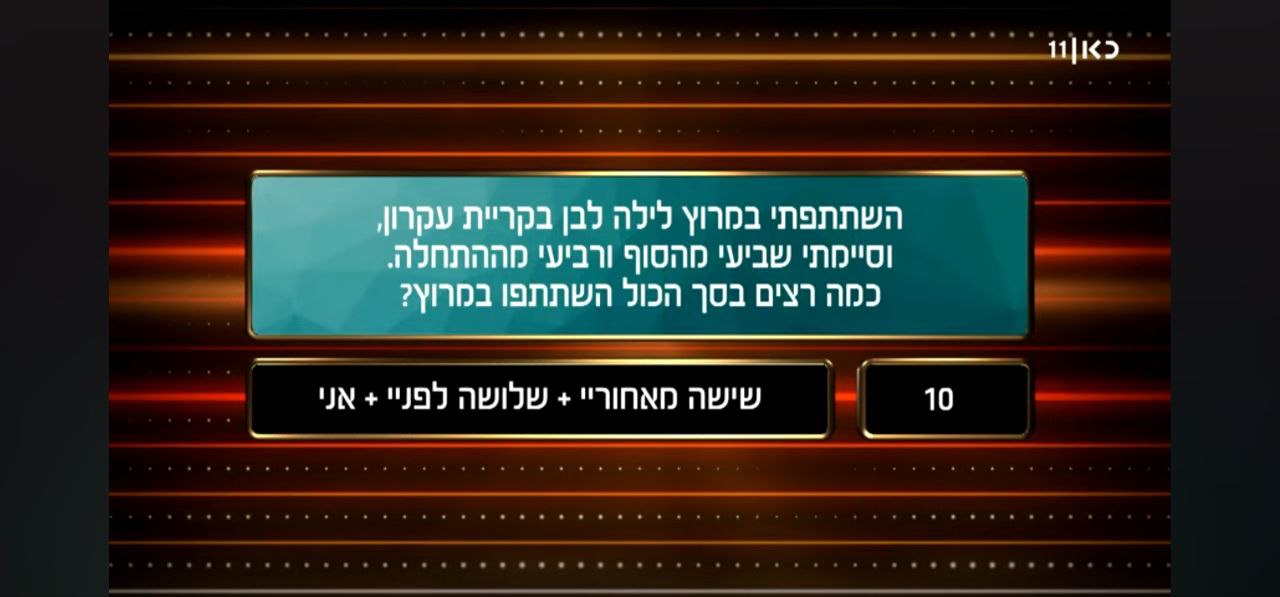 כאן|11
השתתפתי במרוץ לילה לבן בקריית עקרון,
וסיימתי שביעי מהסוף ורביעי מההתחלה.
כמה רצים בסך הכול השתתפו במרוץ?
10
שישה מאחוריי + שלושה לפניי + אני